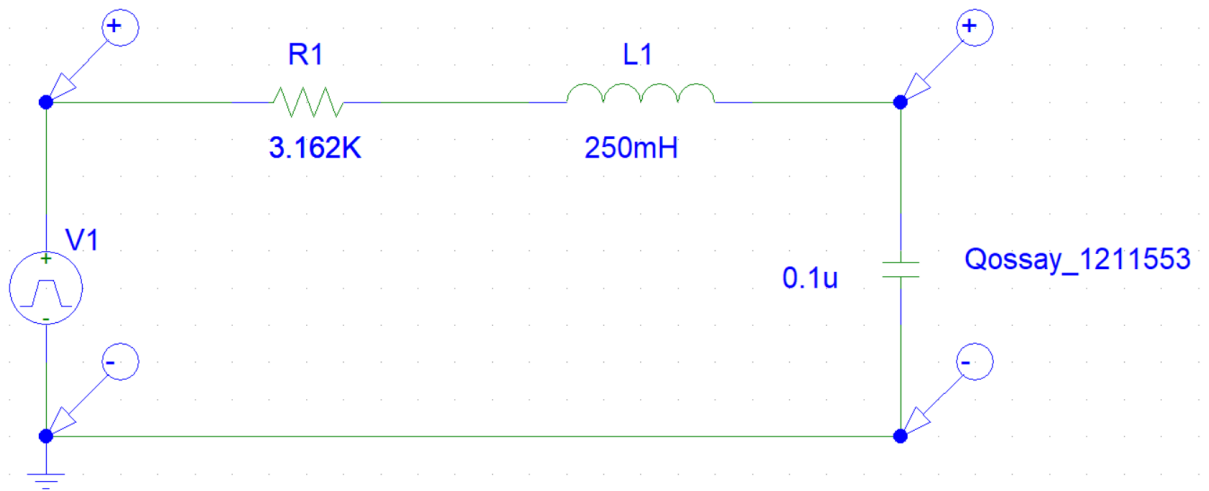 +
+
R1
L1
3.162K
250mH
V1
+
-
0.1u
Qossay_1211553
-
-